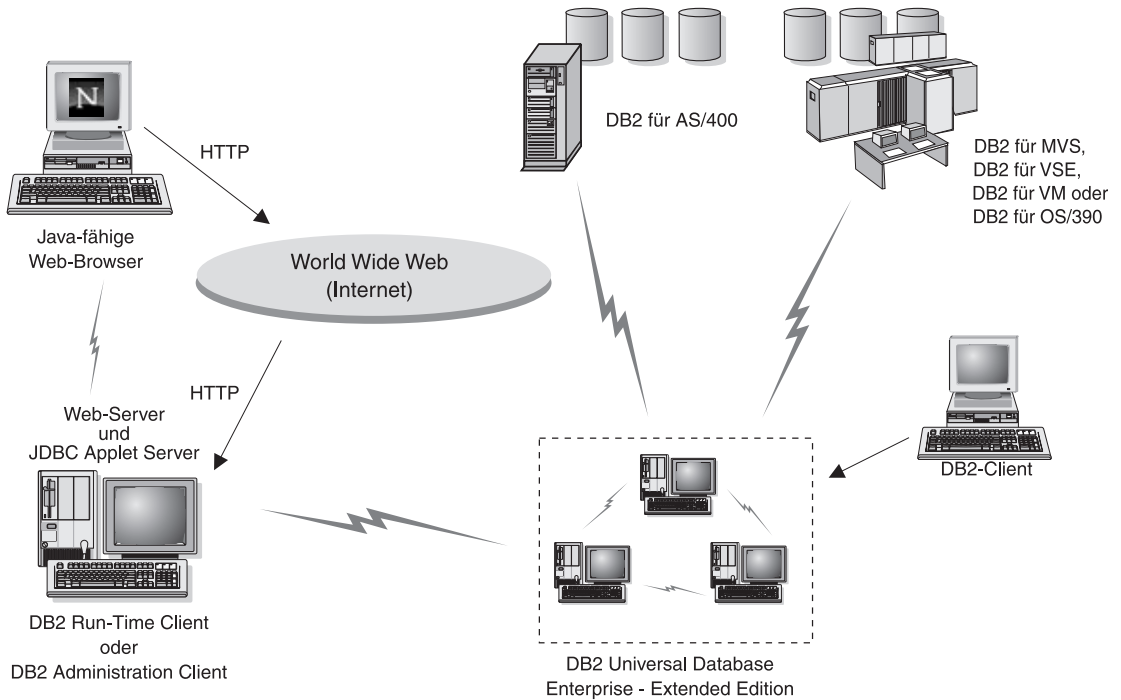 N
HTTP
Java-fähige
Web-Browser
DB2 für AS/400
DB2 für MVS,
DB2 für VSE,
DB2 für VM oder
DB2 für OS/390
World Wide Web
(Internet)
HTTP
Web-Server
und
JDBC Applet Server
DB2-Client
DB2 Run-Time Client
oder
DB2 Administration Client
DB2 Universal Database
Enterprise - Extended Edition